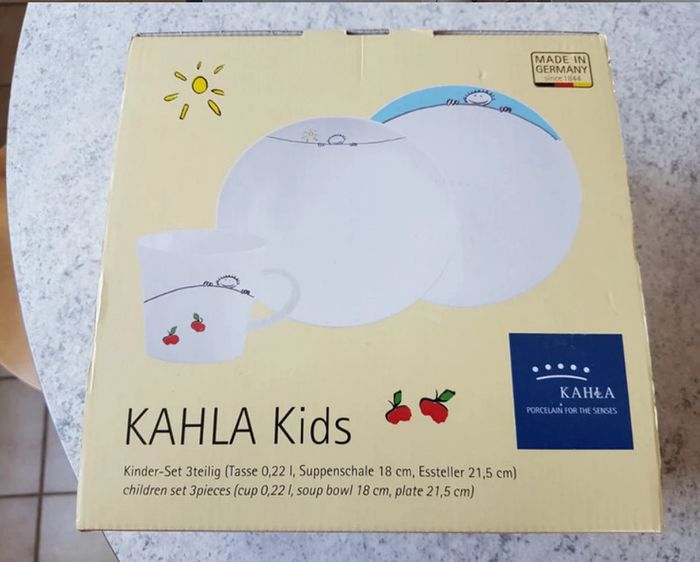 MADE IN
GERMANY
since 1844
KAHLA
PORCELAIN FOR THE SENSES
KAHLA Kids
Kinder-Set 3teilig (Tasse 0,22 l, Suppenschale 18 cm, Essteller 21,5 cm)
children set 3pieces (cup 0,22 l, soup bowl 18 cm, plate 21,5 cm)